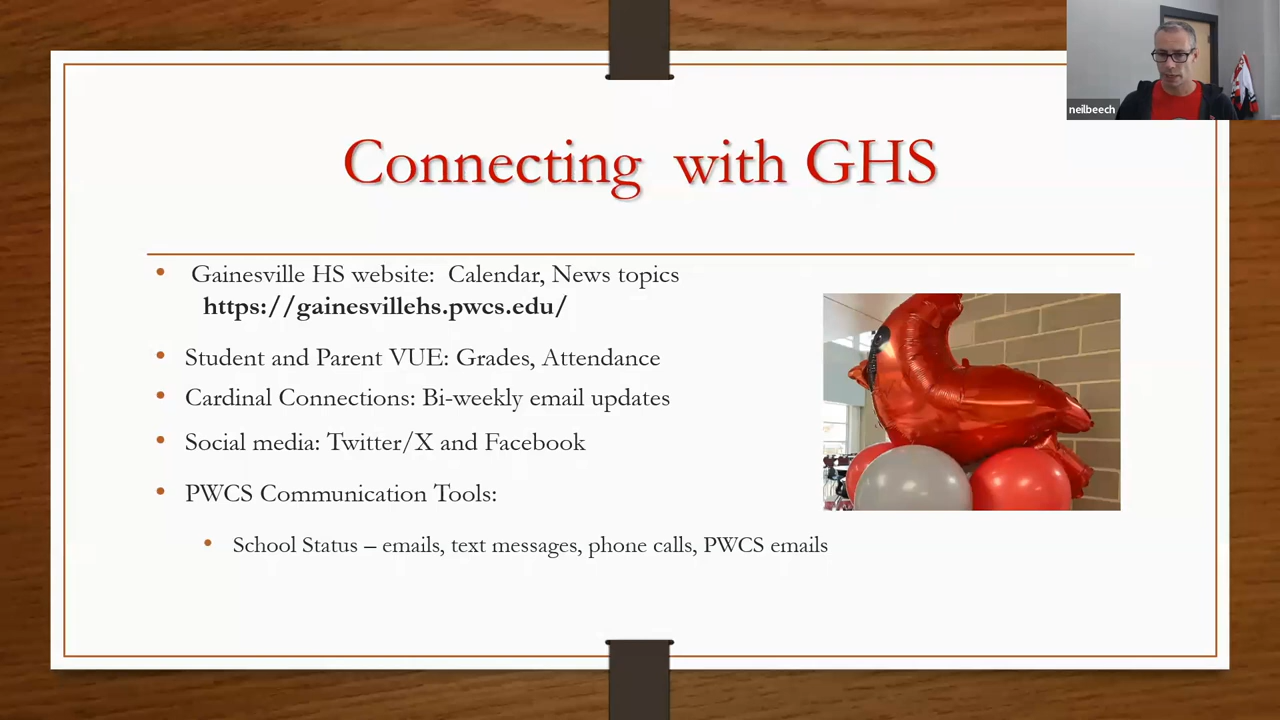 neilbeech
Connecting with GHS
• Gainesville HS website: Calendar, News topics
https://gainesvillehs.pwcs.edu/
• Student and Parent VUE: Grades, Attendance
• Cardinal Connections: Bi-weekly email updates
• Social media: Twitter/X and Facebook
• PWCS Communication Tools:
• School Status – emails, text messages, phone calls, PWCS emails